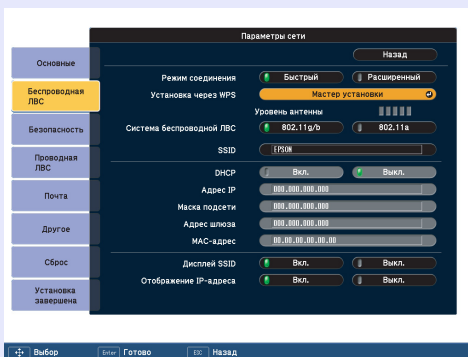 Параметры сети
Назад
Основные
Беспроводная
ЛВС
Безопасность
Проводная
ЛВС
Почта
Другое
Сброс
Установка
завершена
Режим соединения Быстрый Расширенный
Установка через WPS Мастер установки
Уровень антенны
Система беспроводной ЛВС 802.11g/b 802.11a
SSID EPSON
DHCP Вкл. Выкл.
Адрес IP 000.000.000.000
Маска подсети 000.000.000.000
Адрес шлюза 000.000.000.000
MAC-адрес 00.00.00.00.00.00
Дисплей SSID Вкл. Выкл.
Отображение IP-адреса Вкл. Выкл.
Выбор Enter Готово ESC Назад